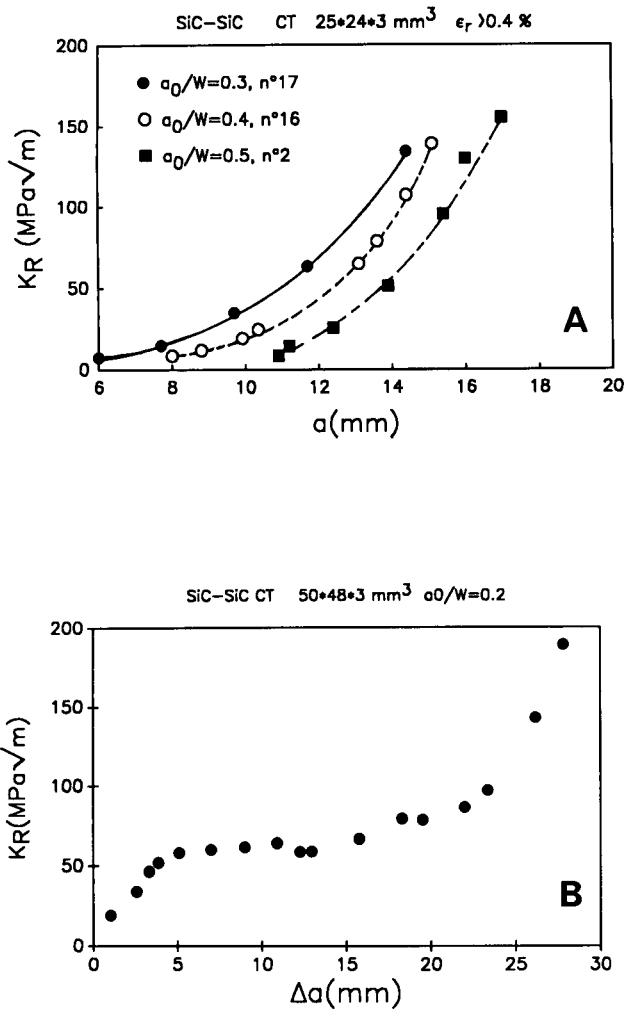 SiC–SiC CT 25*24*3 mm³ ϵr >0.4 %
200
150
100
50
0
KR (MPa√m)
a0/W=0.3, n°17
a0/W=0.4, n°16
a0/W=0.5, n°2
A
6 8 10 12 14 16 18 20
a(mm)
SiC–SiC CT 50*48*3 mm³ a0/W=0.2
200
150
100
50
0
KR(MPa√m)
B
0 5 10 15 20 25 30
Δa(mm)